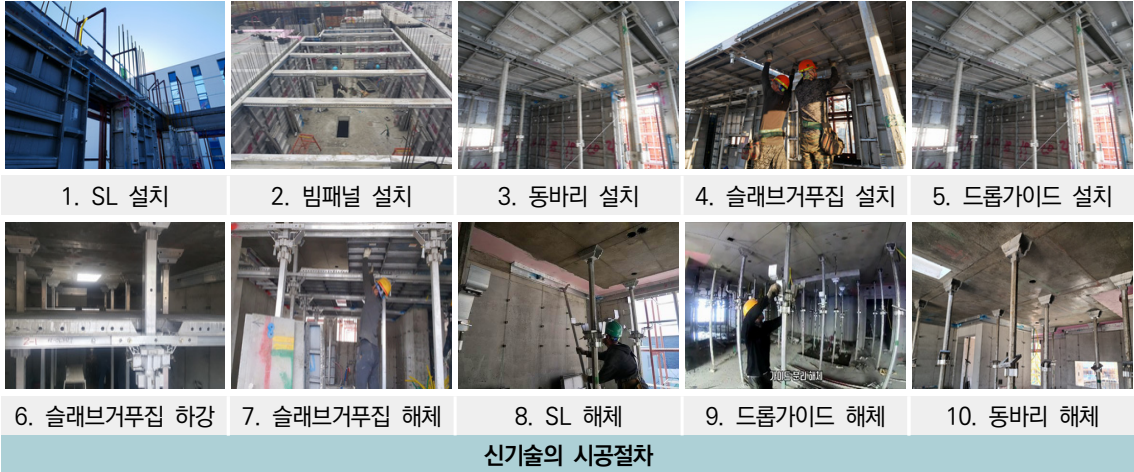 1. SL 설치
2. 빔패널 설치
3. 동바리 설치
4. 슬래브거푸집 설치
5. 드롭가이드 설치
6. 슬래브거푸집 하강
7. 슬래브거푸집 해체
8. SL 해체
9. 드롭가이드 해체
10. 동바리 해체
신기술의 시공절차